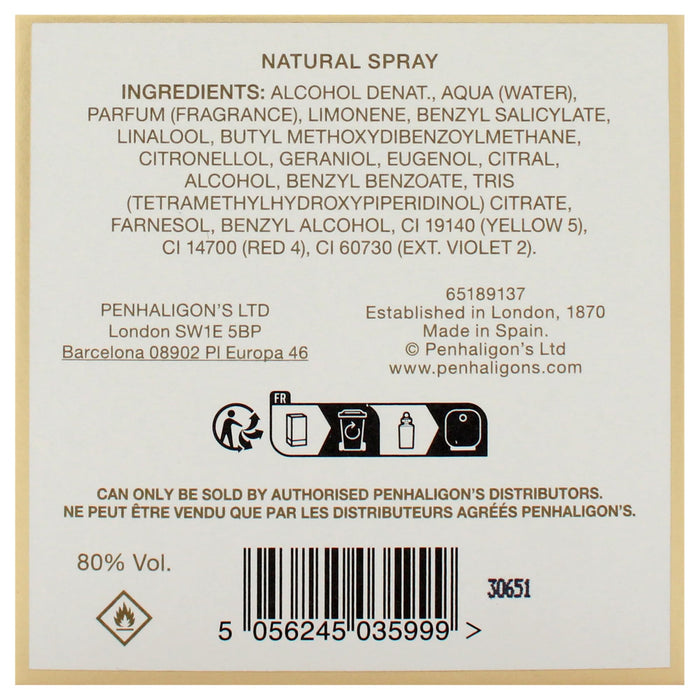 NATURAL SPRAY
INGREDIENTS: ALCOHOL DENAT., AQUA (WATER),
PARFUM (FRAGRANCE), LIMONENE, BENZYL SALICYLATE,
LINALOOL, BUTYL METHOXYDIBENZOYLMETHANE,
CITRONELLOL, GERANIOL, EUGENOL, CITRAL,
ALCOHOL, BENZYL BENZOATE, TRIS
(TETRAMETHYLHYDROXYPIPERIDINOL) CITRATE,
FARNESOL, BENZYL ALCOHOL, CI 19140 (YELLOW 5),
CI 14700 (RED 4), CI 60730 (EXT. VIOLET 2).
PENHALIGON'S LTD
London SW1E 5BP
Barcelona 08902 Pl Europa 46
65189137
Established in London, 1870
Made in Spain.
© Penhaligon's Ltd
www.penhaligons.com
FR
CAN ONLY BE SOLD BY AUTHORISED PENHALIGON'S DISTRIBUTORS.
NE PEUT ÊTRE VENDU QUE PAR LES DISTRIBUTEURS AGRÉÉS PENHALIGON'S.
80% Vol.
30651
5 056245 035999 >